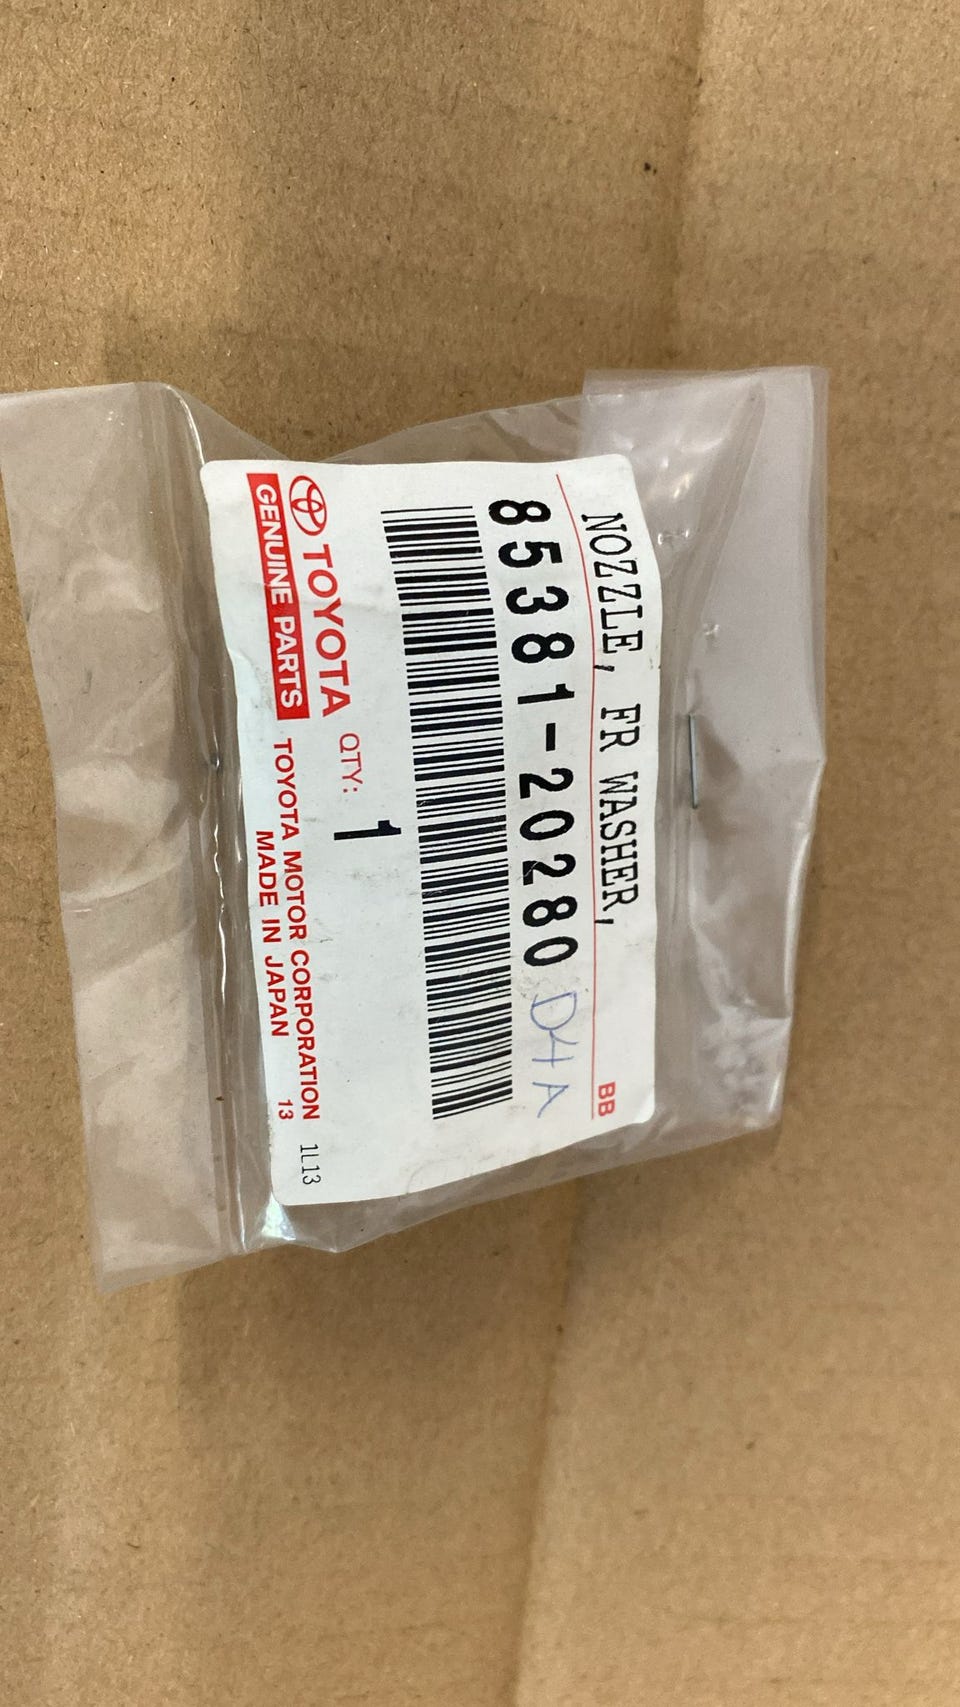 NOZZLE, FR WASHER,
BB
85381-20280
D4A
TOYOTA
GENUINE PARTS
QTY:
1
TOYOTA MOTOR CORPORATION
MADE IN JAPAN
13
1L13